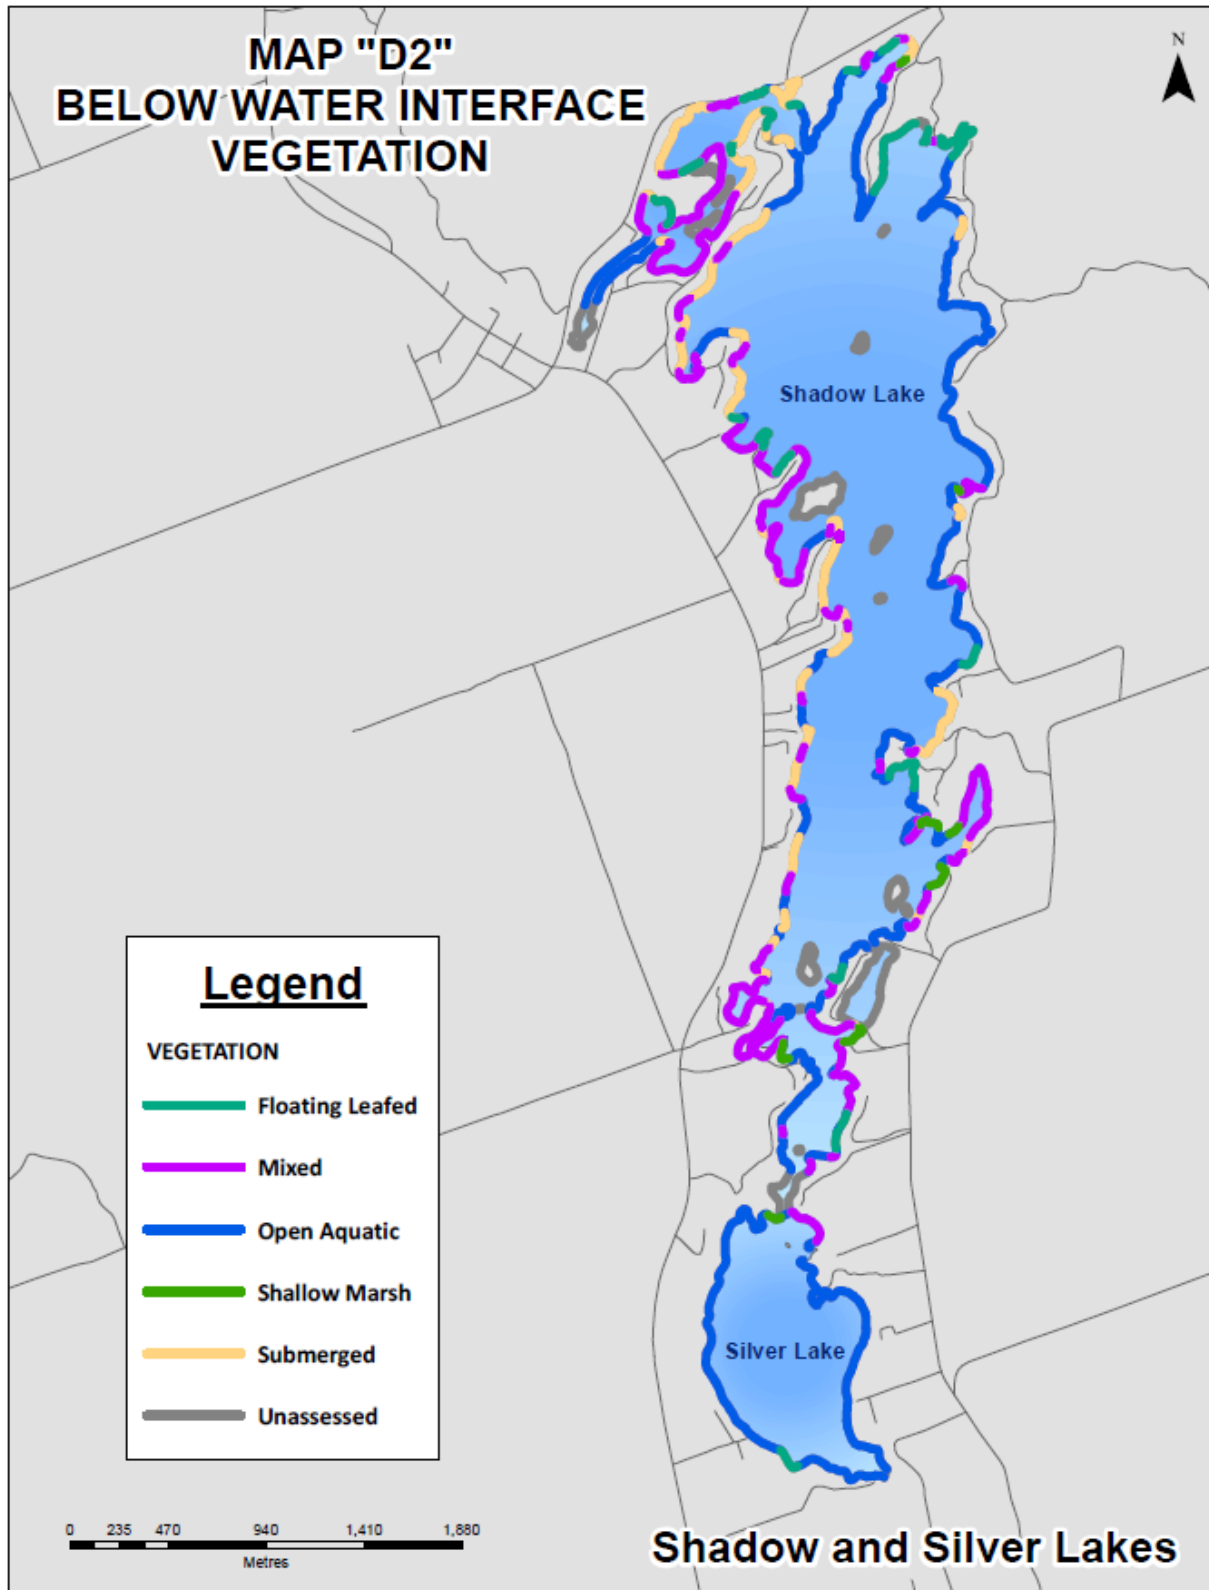 MAP "D2"
BELOW WATER INTERFACE
VEGETATION
N
Shadow Lake
Legend
VEGETATION
Floating Leafed
Mixed
Open Aquatic
Shallow Marsh
Submerged
Unassessed
Silver Lake
0 235 470 940 1,410 1,880
Metres
Shadow and Silver Lakes